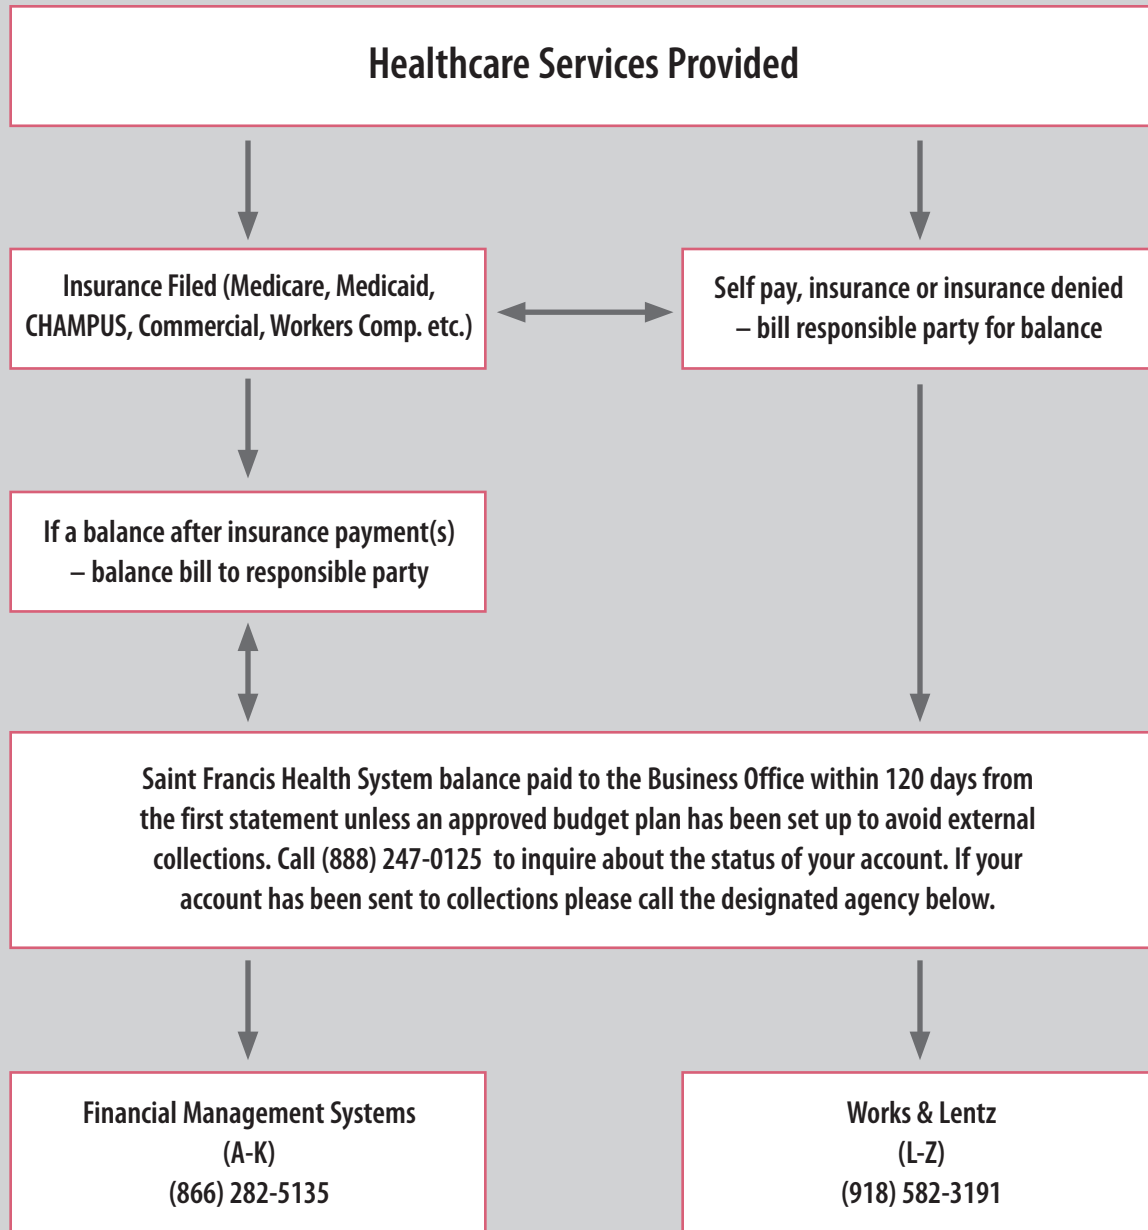 Healthcare Services Provided
Insurance Filed (Medicare, Medicaid,
CHAMPUS, Commercial, Workers Comp. etc.)
Self pay, insurance or insurance denied
– bill responsible party for balance
If a balance after insurance payment(s)
– balance bill to responsible party
Saint Francis Health System balance paid to the Business Office within 120 days from
the first statement unless an approved budget plan has been set up to avoid external
collections. Call (888) 247-0125 to inquire about the status of your account. If your
account has been sent to collections please call the designated agency below.
Financial Management Systems
(A-K)
(866) 282-5135
Works & Lentz
(L-Z)
(918) 582-3191